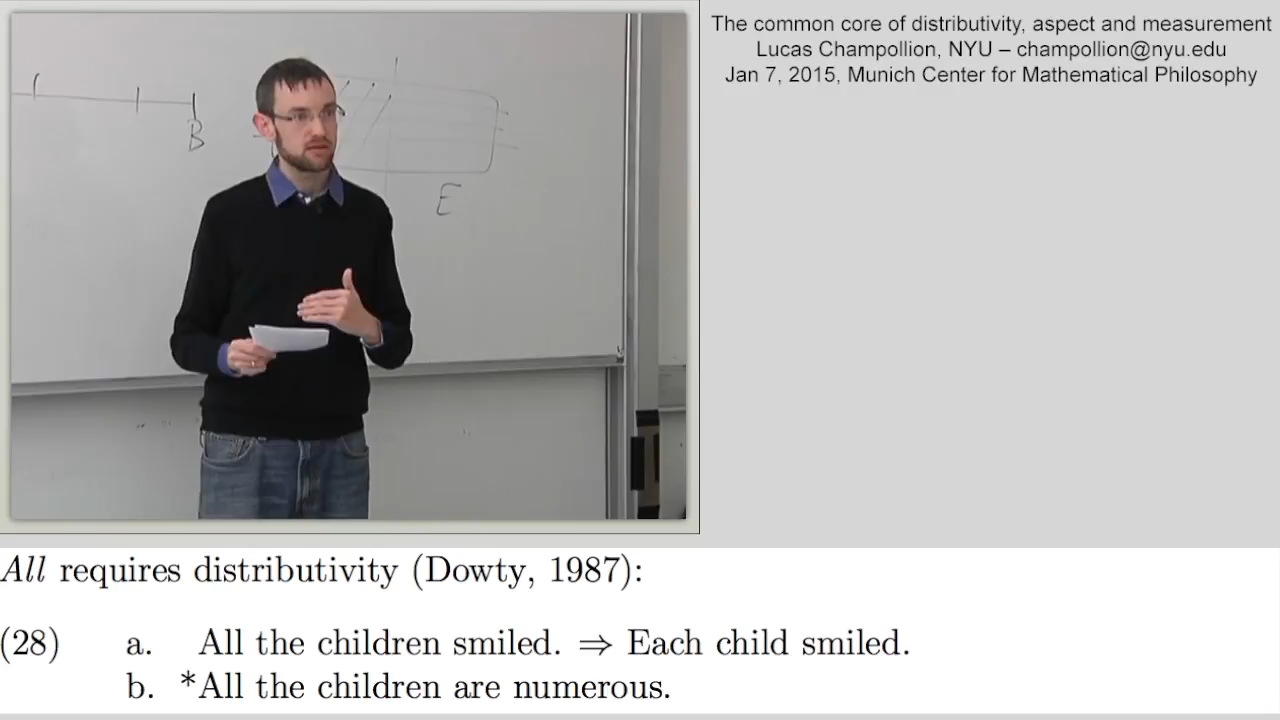 The common core of distributivity, aspect and measurement
Lucas Champollion, NYU – champollion@nyu.edu
Jan 7, 2015, Munich Center for Mathematical Philosophy
B
E
All requires distributivity (Dowty, 1987):
(28) a. All the children smiled. ⇒ Each child smiled.
b. *All the children are numerous.